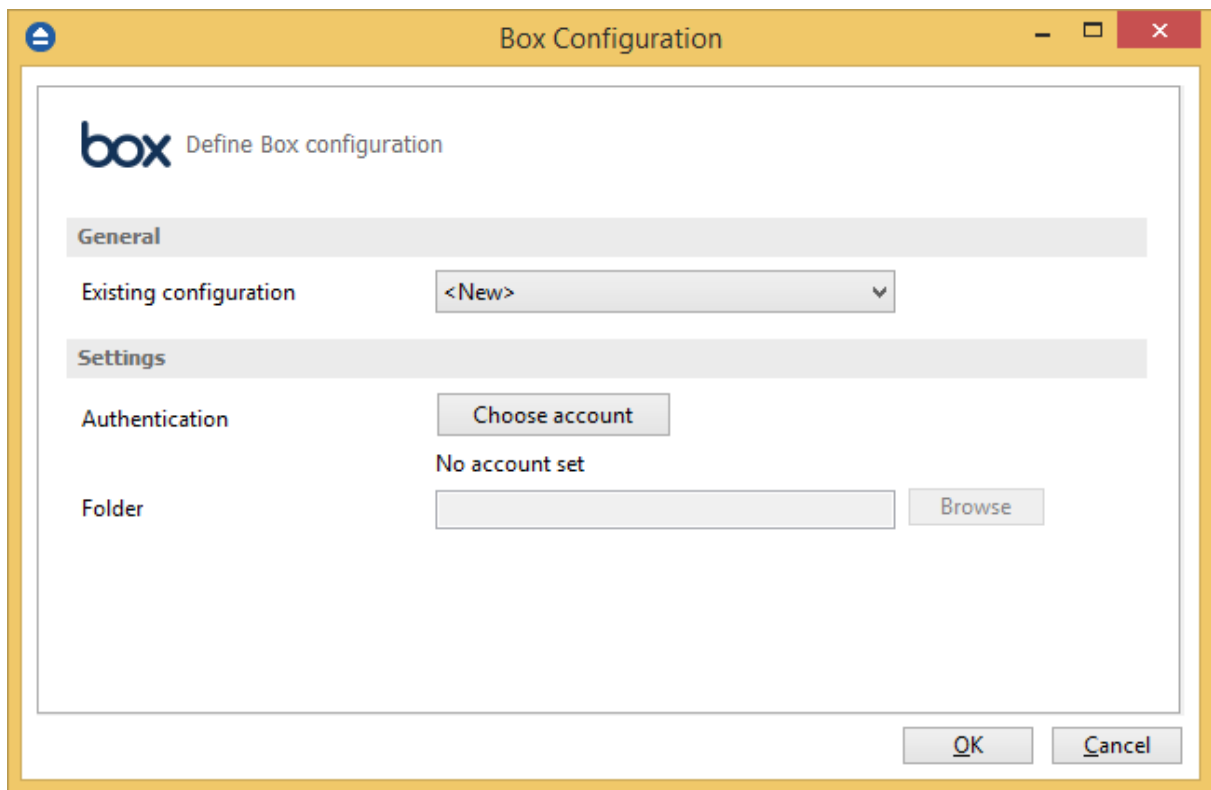 Box Configuration
box Define Box configuration
General
Existing configuration <New>
Settings
Authentication Choose account
No account set
Folder Browse
OK Cancel